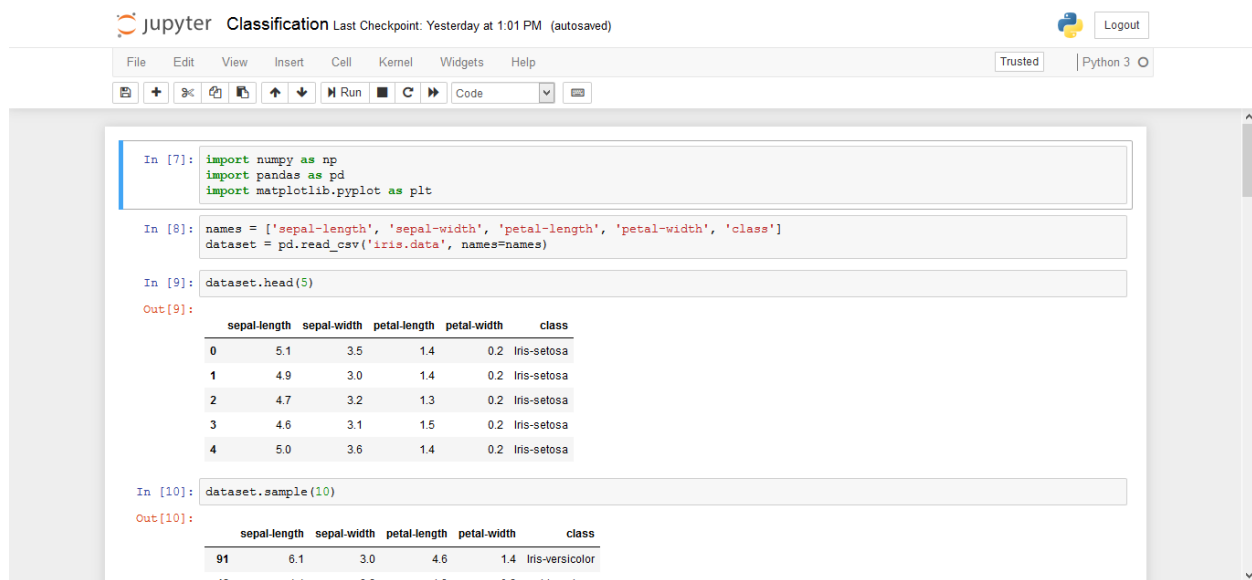 jupyter Classification Last Checkpoint: Yesterday at 1:01 PM (autosaved)
Logout
File Edit View Insert Cell Kernel Widgets Help
Trusted
Python 3
Run
Code
In [7]: import numpy as np
import pandas as pd
import matplotlib.pyplot as plt
In [8]: names = ['sepal-length', 'sepal-width', 'petal-length', 'petal-width', 'class']
dataset = pd.read_csv('iris.data', names=names)
In [9]: dataset.head(5)
Out[9]:
sepal-length sepal-width petal-length petal-width class
0 5.1 3.5 1.4 0.2 Iris-setosa
1 4.9 3.0 1.4 0.2 Iris-setosa
2 4.7 3.2 1.3 0.2 Iris-setosa
3 4.6 3.1 1.5 0.2 Iris-setosa
4 5.0 3.6 1.4 0.2 Iris-setosa
In [10]: dataset.sample(10)
Out[10]:
sepal-length sepal-width petal-length petal-width class
91 6.1 3.0 4.6 1.4 Iris-versicolor